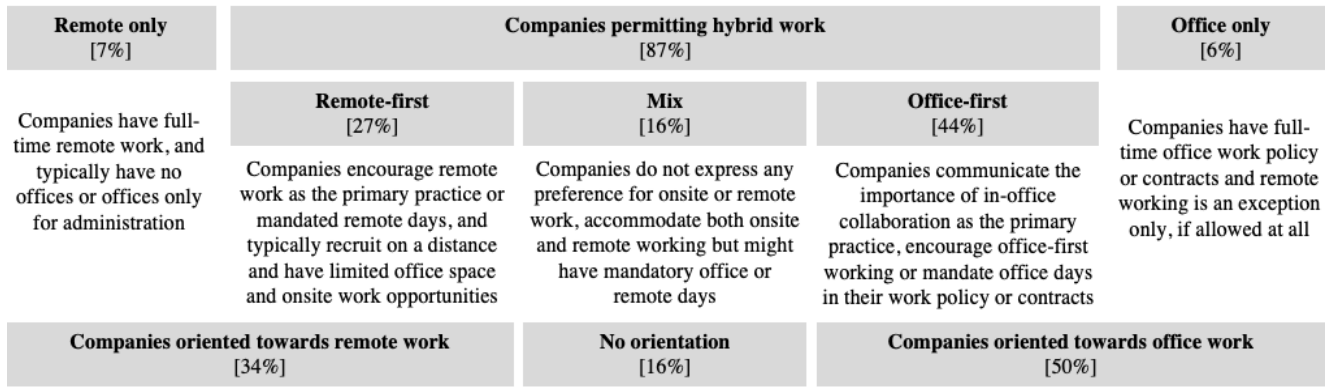 Remote only
[7%]
Companies permitting hybrid work
[87%]
Office only
[6%]
Companies have full-
time remote work, and
typically have no
offices or offices only
for administration
Remote-first
[27%]
Companies encourage remote
work as the primary practice or
mandated remote days, and
typically recruit on a distance
and have limited office space
and onsite work opportunities
Mix
[16%]
Companies do not express any
preference for onsite or remote
work, accommodate both onsite
and remote working but might
have mandatory office or
remote days
Office-first
[44%]
Companies communicate the
importance of in-office
collaboration as the primary
practice, encourage office-first
working or mandate office days
in their work policy or contracts
Companies have full-
time office work policy
or contracts and remote
working is an exception
only, if allowed at all
Companies oriented towards remote work
[34%]
No orientation
[16%]
Companies oriented towards office work
[50%]